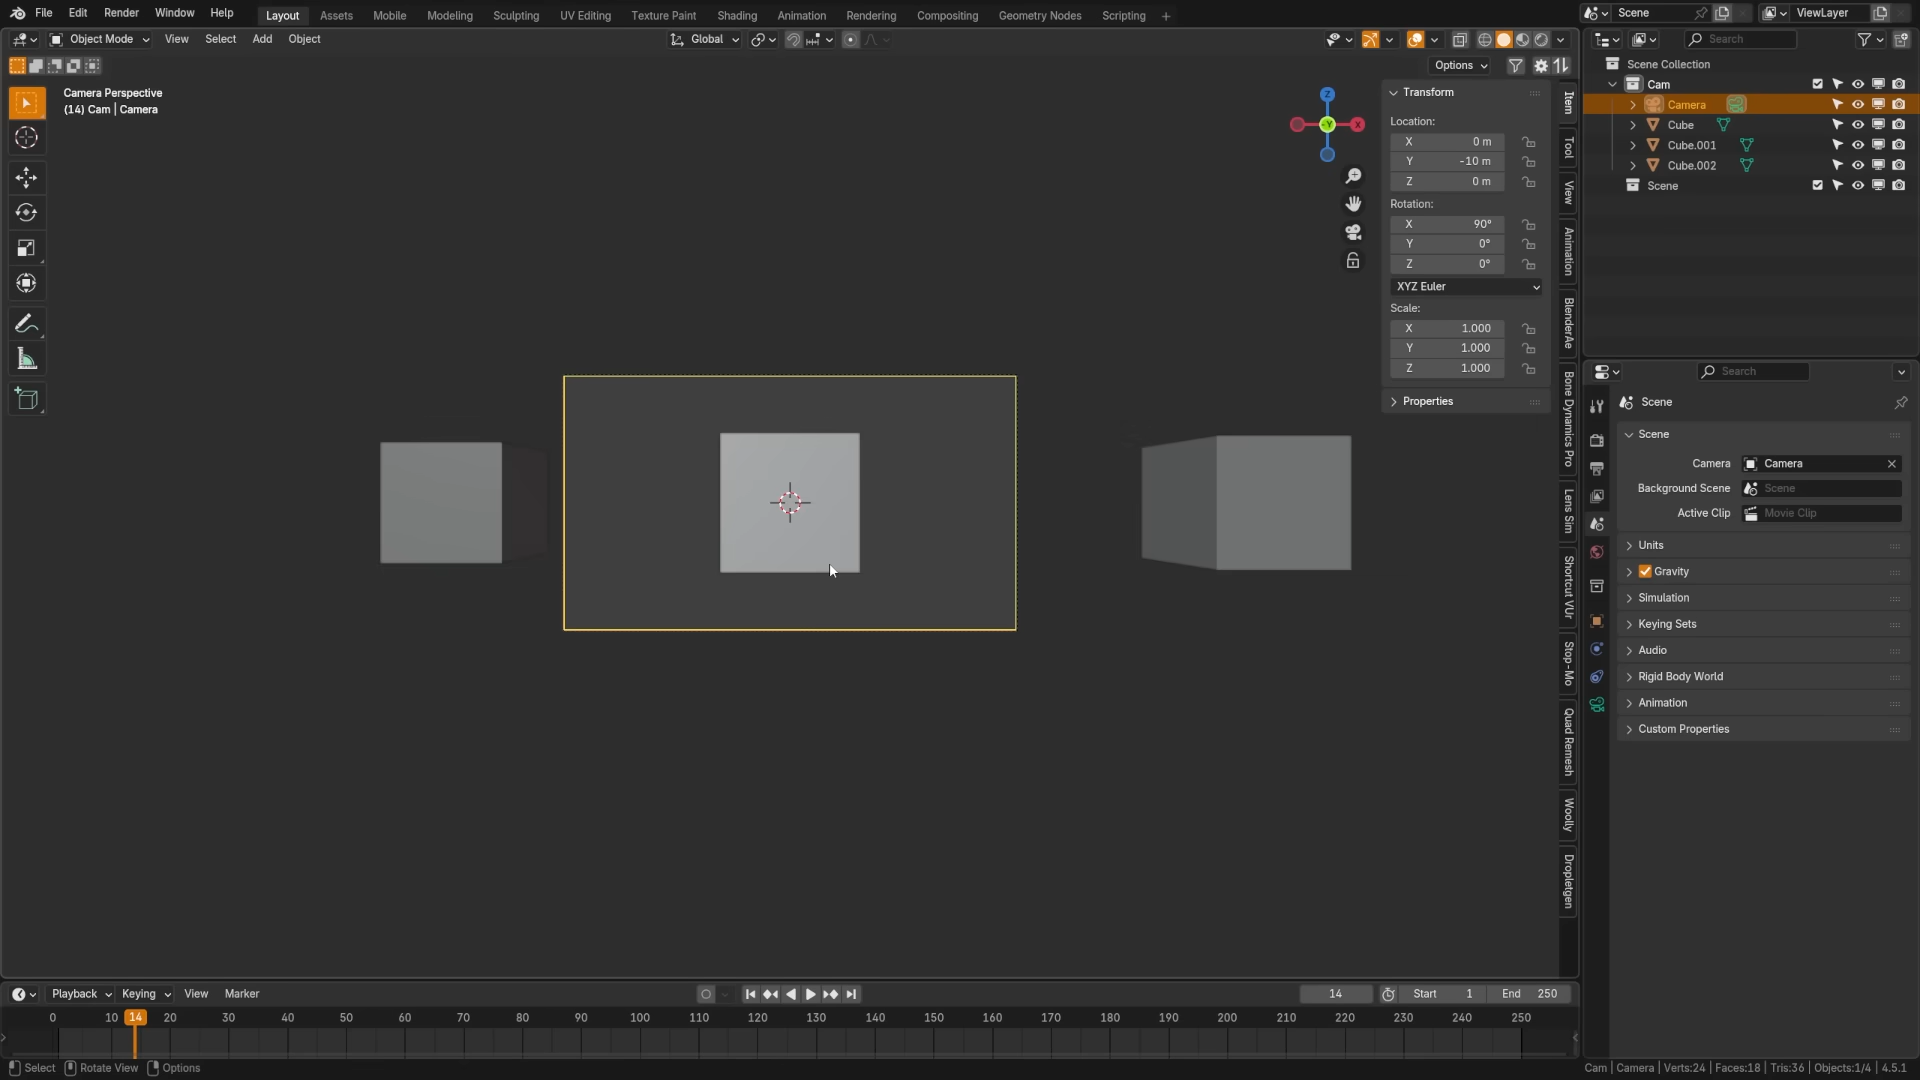 File Edit Render Window Help Layout Assets Mobile Modeling Sculpting UV Editing Texture Paint Shading Animation Rendering Compositing Geometry Nodes Scripting + Scene ViewLayer
Object Mode View Select Add Object Global Search
Options
Camera Perspective
(14) Cam | Camera
Z
-Y
X
Transform
Location:
X 0 m
Y -10 m
Z 0 m
Rotation:
X 90°
Y 0°
Z 0°
XYZ Euler
Scale:
X 1.000
Y 1.000
Z 1.000
Properties
Item
Tool
View
Animation
BlenderAe
Bone Dynamics Pro
Lens Sim
Shortcut VUr
Stop-Mo
Quad Remesh
Woolly
Dropletgen
Scene Collection
Cam
Camera
Cube
Cube.001
Cube.002
Scene
Search
Scene
Scene
Camera Camera
Background Scene Scene
Active Clip Movie Clip
Units
Gravity
Simulation
Keying Sets
Audio
Rigid Body World
Animation
Custom Properties
Playback Keying View Marker 14 Start 1 End 250
0 10 14 20 30 40 50 60 70 80 90 100 110 120 130 140 150 160 170 180 190 200 210 220 230 240 250
Select Rotate View Options Cam | Camera | Verts:24 | Faces:18 | Tris:36 | Objects:1/4 | 4.5.1